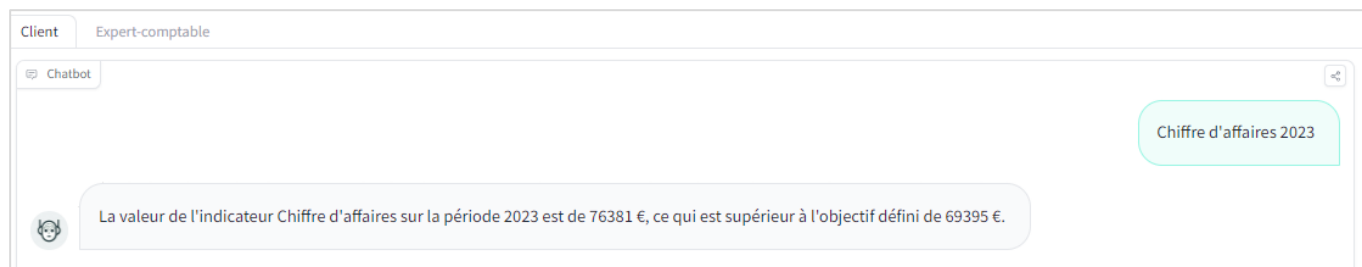 Client Expert-comptable
Chatbot
Chiffre d'affaires 2023
La valeur de l'indicateur Chiffre d'affaires sur la période 2023 est de 76381 €, ce qui est supérieur à l'objectif défini de 69395 €.